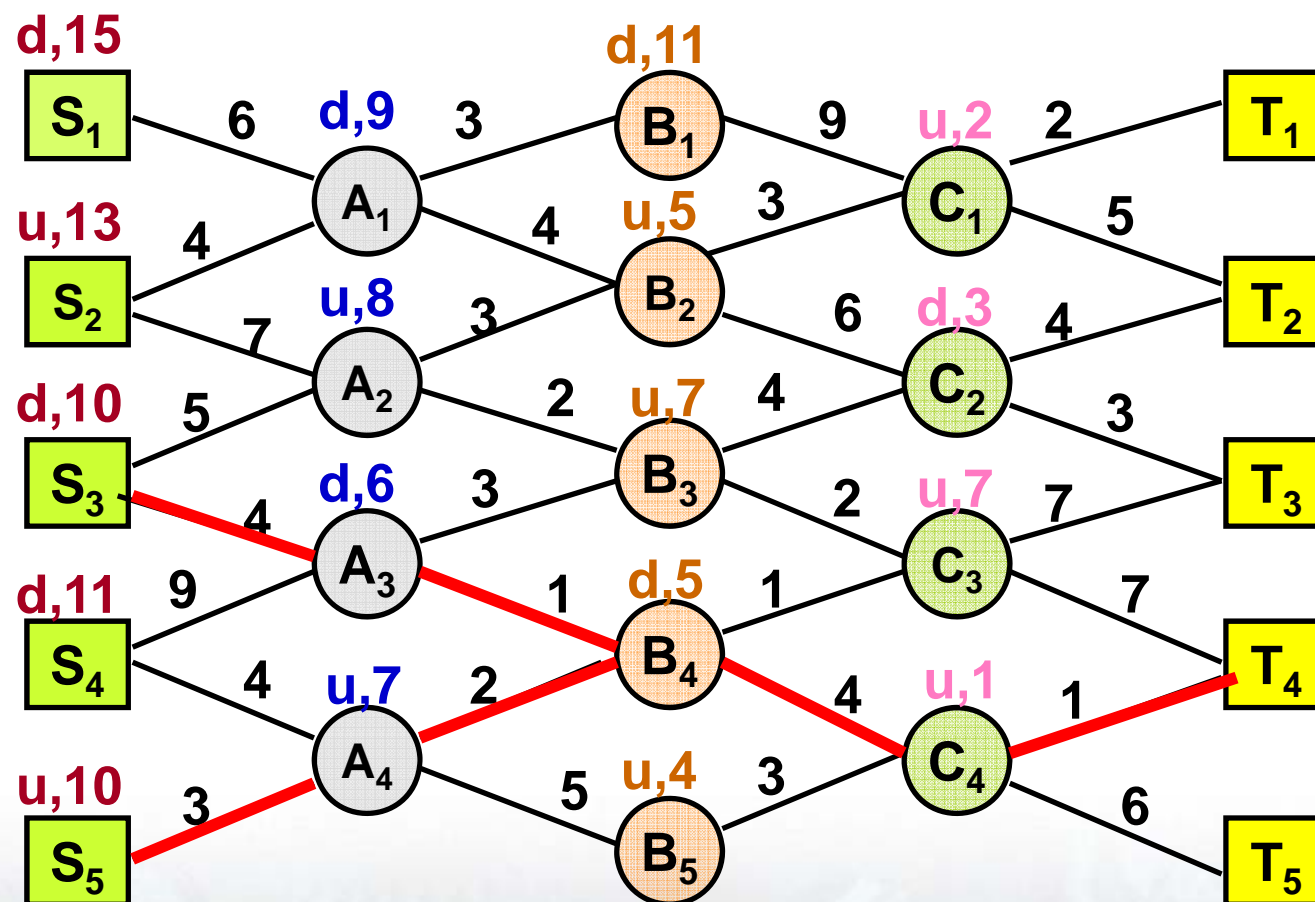 d,15
d,11
S1
6
d,9
3
B1
9
u,2
2
T1
A1
C1
u,13
4
4
u,5
3
5
S2
7
u,8
3
B2
6
d,3
4
T2
A2
C2
d,10
5
2
u,7
4
3
S3
4
d,6
3
B3
2
u,7
7
T3
A3
C3
d,11
9
1
d,5
1
7
S4
4
u,7
2
B4
4
u,1
1
T4
A4
C4
u,10
3
5
u,4
3
6
S5
B5
T5